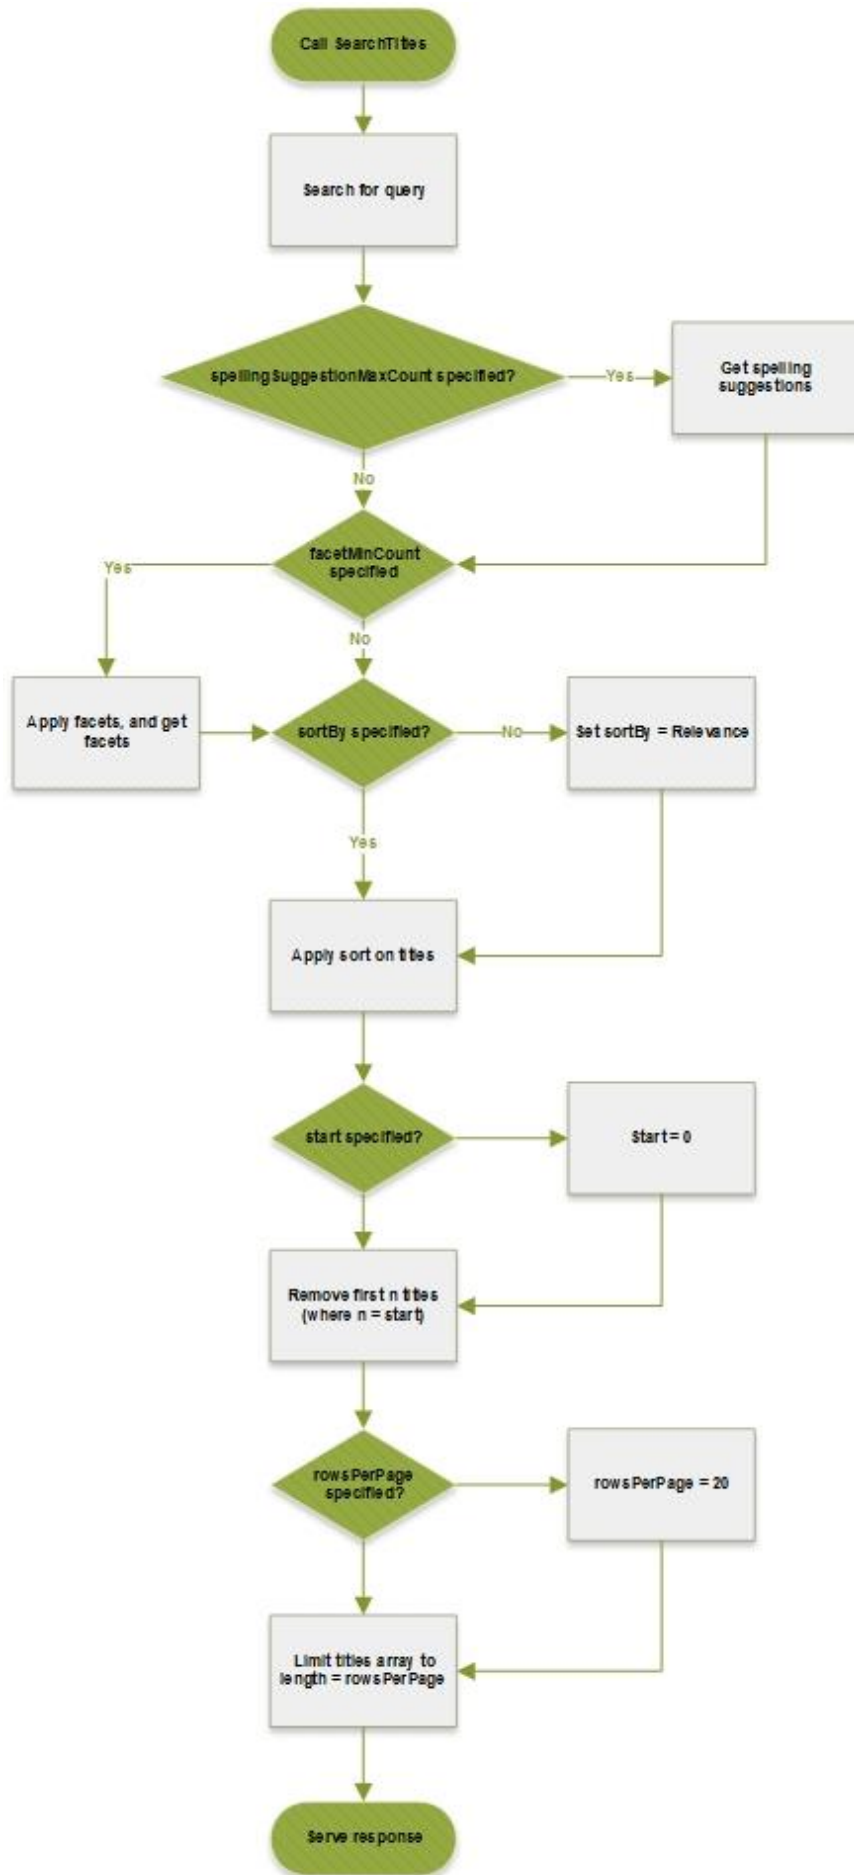 Call SearchTitles
Search for query
spellingSuggestionMaxCount specified?
Yes
Get spelling
suggestions
No
facetMinCount
specified
Yes
No
Apply facets, and get
facets
sortBy specified?
No
Set sortBy = Relevance
Yes
Apply sort on titles
start specified?
Start = 0
Remove first n titles
(where n = start)
rowsPerPage
specified?
rowsPerPage = 20
Limit titles array to
length = rowsPerPage
Serve response